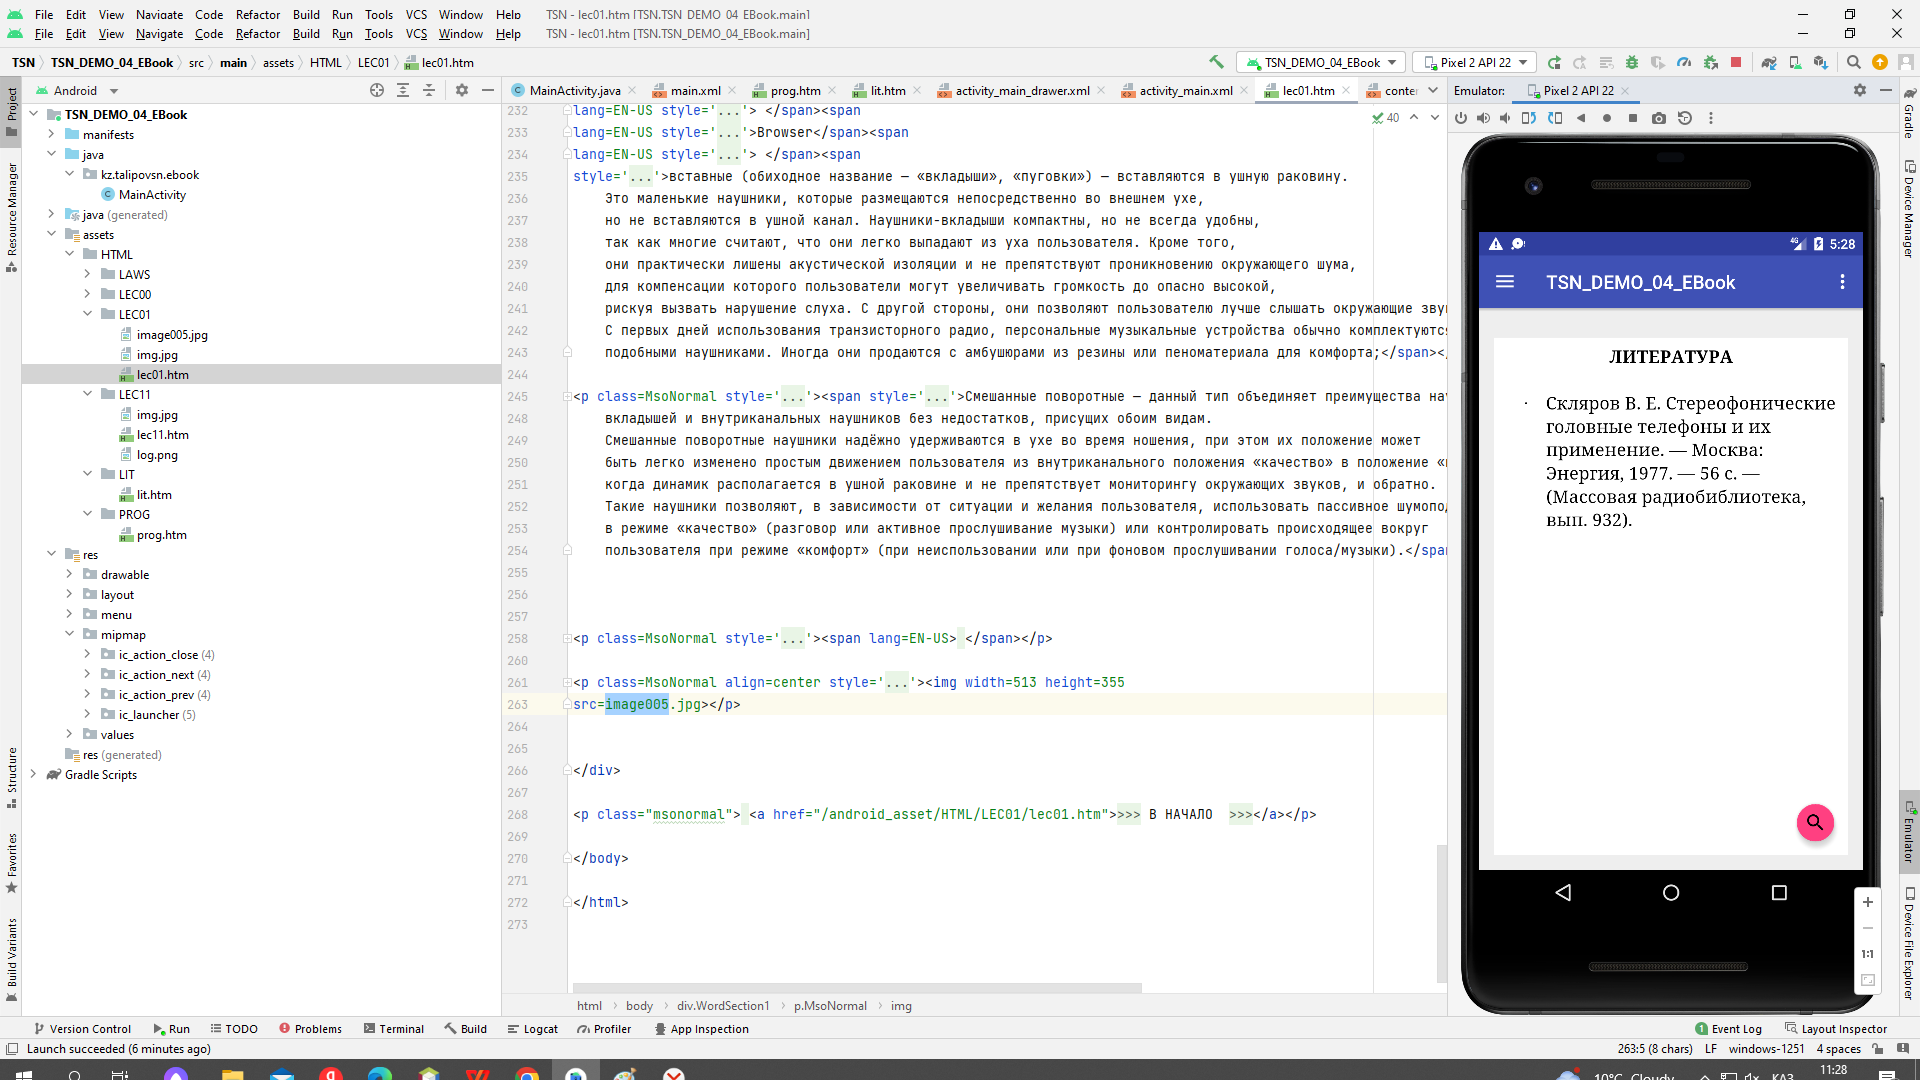 File Edit View Navigate Code Refactor Build Run Tools VCS Window Help TSN - lec01.htm [TSN.TSN_DEMO_04_EBook.main]
File Edit View Navigate Code Refactor Build Run Tools VCS Window Help TSN - lec01.htm [TSN.TSN_DEMO_04_EBook.main]
TSN TSN_DEMO_04_EBook src main assets HTML LEC01 lec01.htm TSN_DEMO_04_EBook Pixel 2 API 22
Android MainActivity.java main.xml prog.htm lit.htm activity_main_drawer.xml activity_main.xml lec01.htm Emulator: Pixel 2 API 22
Project
Resource Manager
Structure
Favorites
Build Variants
TSN_DEMO_04_EBook
manifests
java
kz.talipovsn.ebook
MainActivity
java (generated)
assets
HTML
LAWS
LEC00
LEC01
image005.jpg
img.jpg
lec01.htm
LEC11
img.jpg
lec11.htm
log.png
LIT
lit.htm
PROG
prog.htm
res
drawable
layout
menu
mipmap
ic_action_close (4)
ic_action_next (4)
ic_action_prev (4)
ic_launcher (5)
values
res (generated)
Gradle Scripts
40
232 lang=EN-US style='...'> </span><span
233 lang=EN-US style='...'>Browser</span><span
234 lang=EN-US style='...'> </span><span
235 style='...'>вставные (обиходное название — «вкладыши», «пуговки») — вставляются в ушную раковину.
236 Это маленькие наушники, которые размещаются непосредственно во внешнем ухе,
237 но не вставляются в ушной канал. Наушники-вкладыши компактны, но не всегда удобны,
238 так как многие считают, что они легко выпадают из уха пользователя. Кроме того,
239 они практически лишены акустической изоляции и не препятствуют проникновению окружающего шума,
240 для компенсации которого пользователи могут увеличивать громкость до опасно высокой,
241 рискуя вызвать нарушение слуха. С другой стороны, они позволяют пользователю лучше слышать окружающие
242 С первых дней использования транзисторного радио, персональные музыкальные устройства обычно комплектуются
243 подобными наушниками. Иногда они продаются с амбушюрами из резины или пеноматериала для комфорта;</span>
244
245 <p class=MsoNormal style='...'><span style='...'>Смешанные поворотные — данный тип объединяет преимущества
248 вкладышей и внутриканальных наушников без недостатков, присущих обоим видам.
249 Смешанные поворотные наушники надёжно удерживаются в ухе во время ношения, при этом их положение может
250 быть легко изменено простым движением пользователя из внутриканального положения «качество» в положение
251 когда динамик располагается в ушной раковине и не препятствует мониторингу окружающих звуков, и обратно.
252 Такие наушники позволяют, в зависимости от ситуации и желания пользователя, использовать пассивное
253 в режиме «качество» (разговор или активное прослушивание музыки) или контролировать происходящее вокруг
254 пользователя при режиме «комфорт» (при неиспользовании или при фоновом прослушивании голоса/музыки).
255
256
257
258 <p class=MsoNormal style='...'><span lang=EN-US> </span></p>
260
261 <p class=MsoNormal align=center style='...'><img width=513 height=355
263 src=image005.jpg></p>
264
265
266 </div>
267
268 <p class="msonormal"> <a href="/android_asset/HTML/LEC01/lec01.htm">>>> В НАЧАЛО >>></a></p>
269
270 </body>
271
272 </html>
273
html body div.WordSection1 p.MsoNormal img
5:28
TSN_DEMO_04_EBook
ЛИТЕРАТУРА
· Скляров В. Е. Стереофонические
головные телефоны и их
применение. — Москва:
Энергия, 1977. — 56 с. —
(Массовая радиобиблиотека,
вып. 932).
1:1
Gradle
Device Manager
Emulator
Device File Explorer
Version Control Run TODO Problems Terminal Build Logcat Profiler App Inspection 1 Event Log Layout Inspector
Launch succeeded (6 minutes ago) 263:5 (8 chars) LF windows-1251 4 spaces
10°C Cloudy КАЗ 11:28